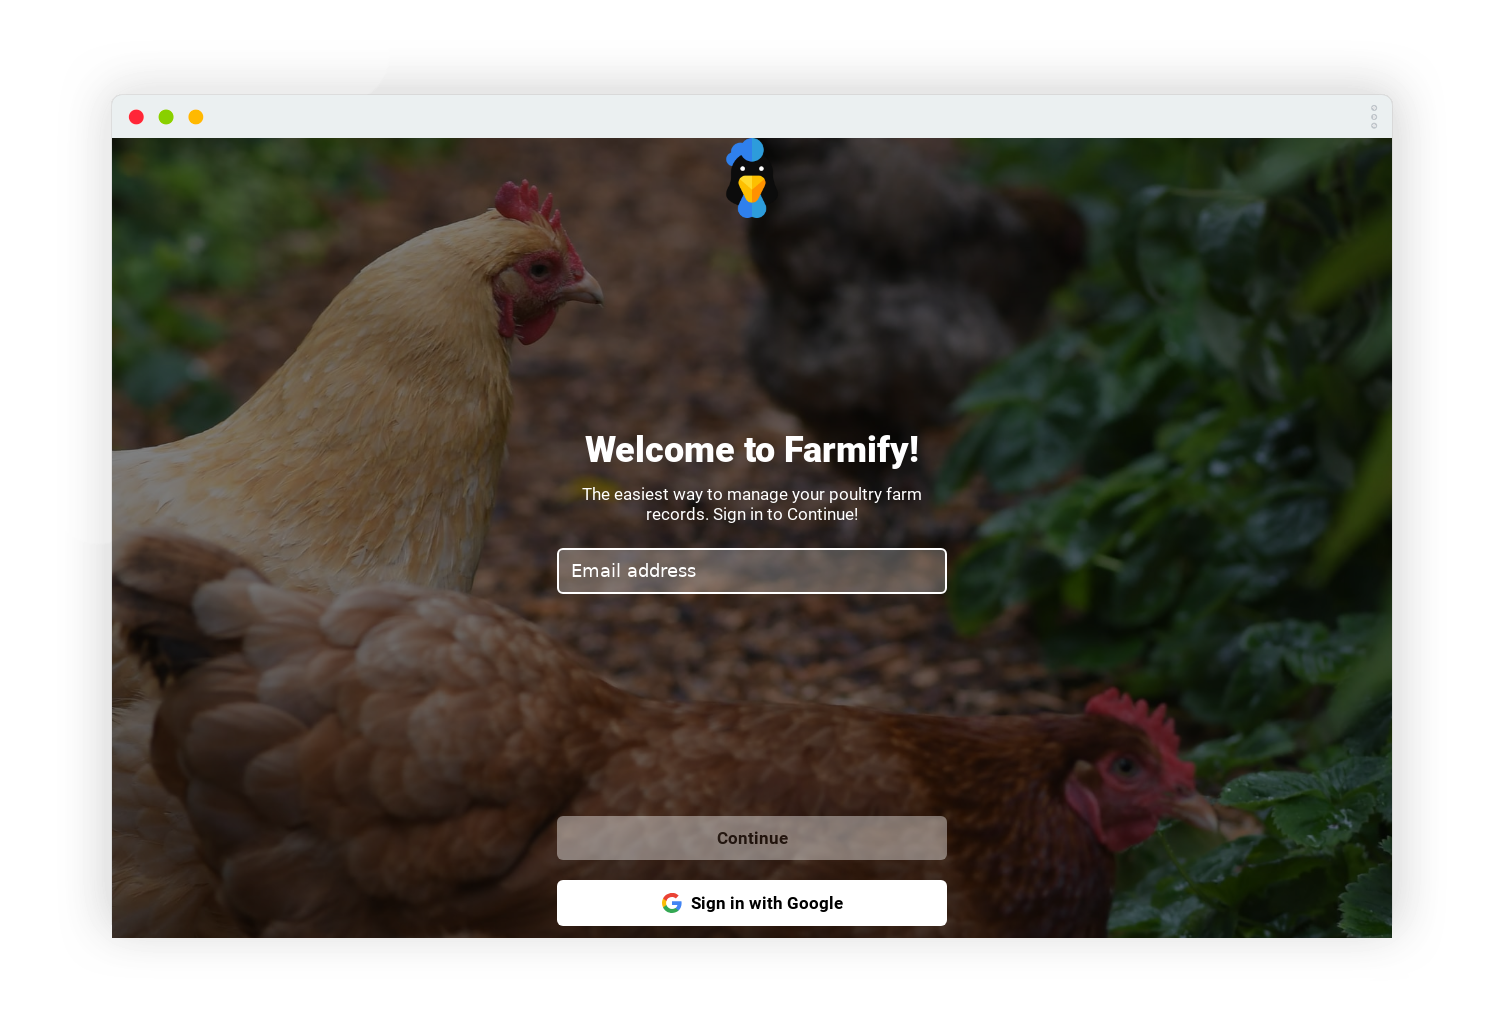 Welcome to Farmify!
The easiest way to manage your poultry farm
records. Sign in to Continue!
Email address
Continue
Sign in with Google